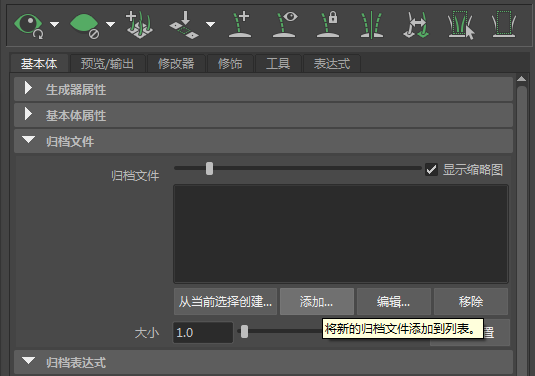 基本体 预览/输出 修改器 修饰 工具 表达式
生成器属性
基本体属性
归档文件
归档文件 显示缩略图
从当前选择创建... 添加... 编辑... 移除
大小 1.0 将新的归档文件添加到列表。 置
归档表达式